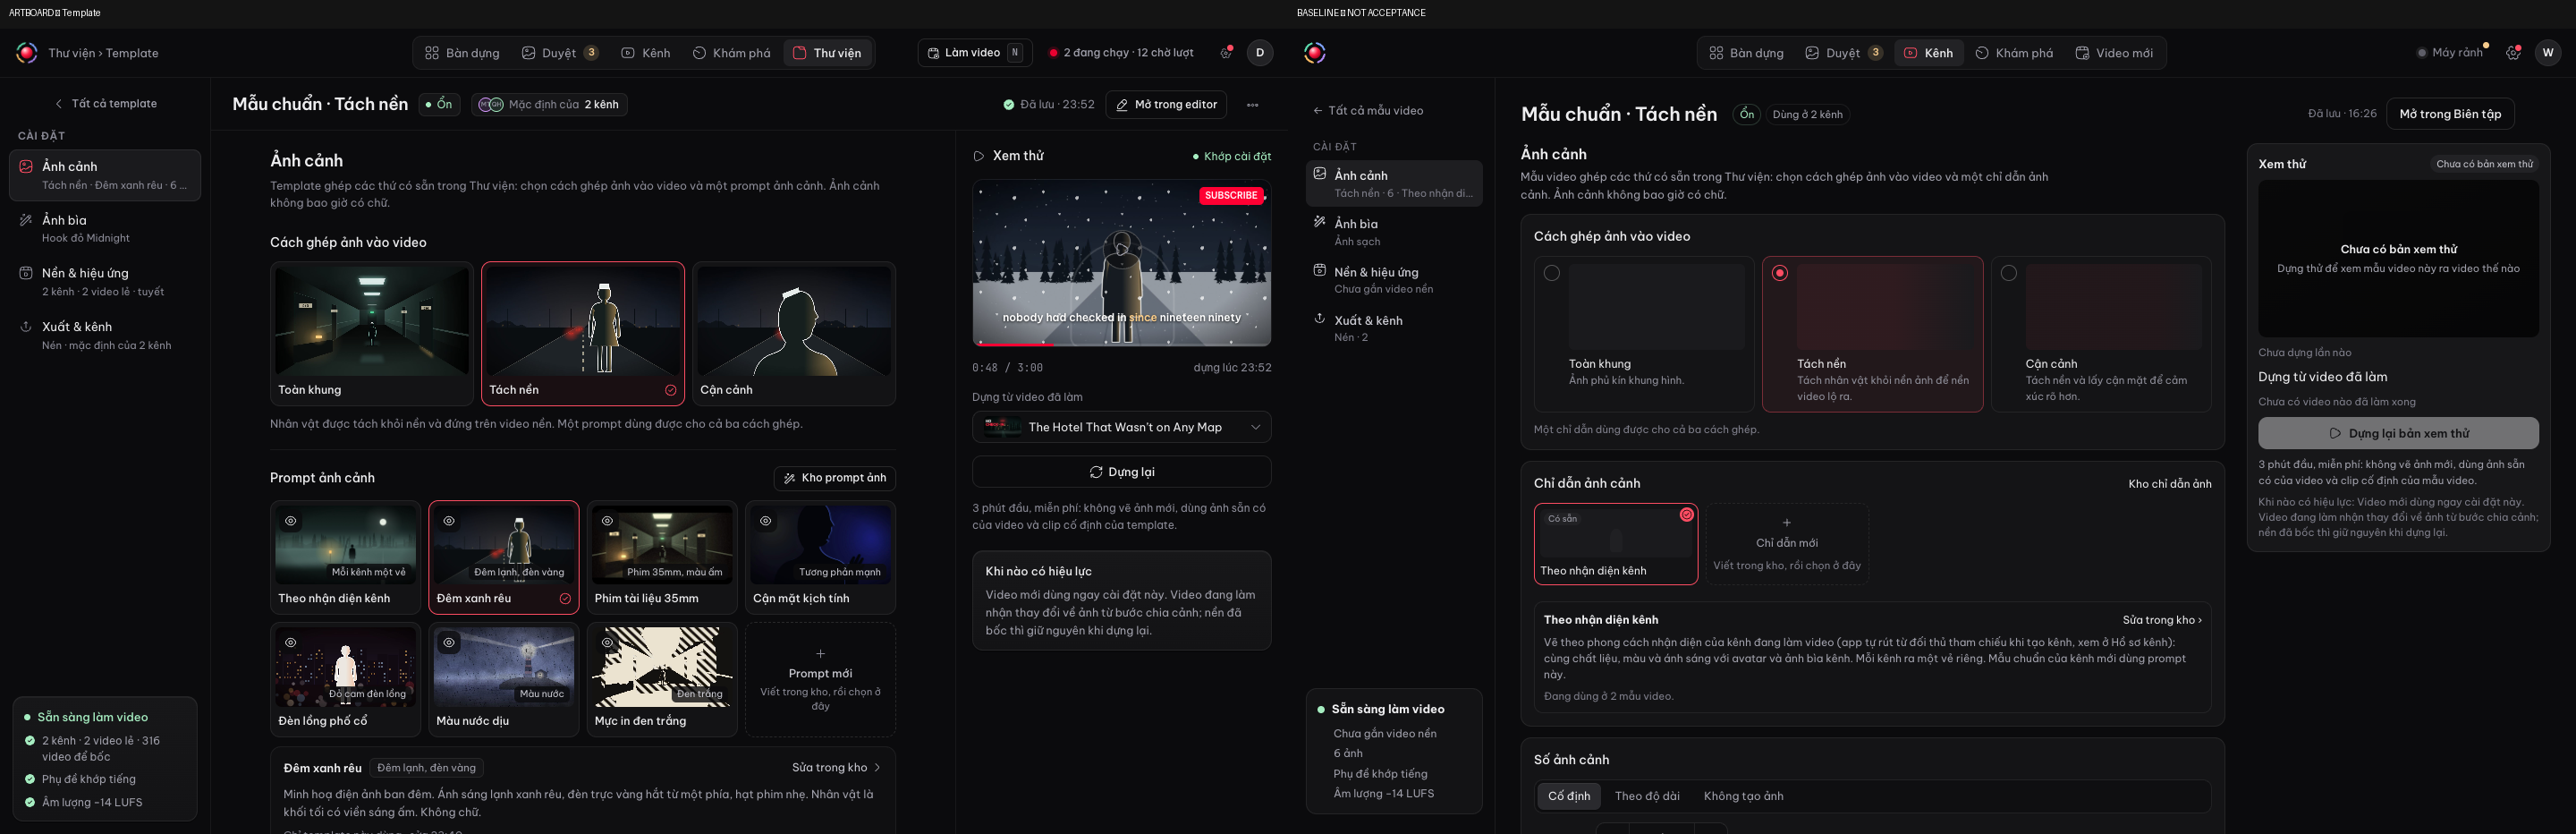 ARTBOARD Template
Thư viện › Template
Bàn dựng
Duyệt 3
Kênh
Khám phá
Thư viện
Làm video N
2 đang chạy · 12 chờ lượt
D
Tất cả template
CÀI ĐẶT
Ảnh cảnh
Tách nền · Đêm xanh rêu · 6 ...
Ảnh bìa
Hook đỏ Midnight
Nền & hiệu ứng
2 kênh · 2 video lẻ · tuyết
Xuất & kênh
Nén · mặc định của 2 kênh
Sẵn sàng làm video
2 kênh · 2 video lẻ · 316
video để bốc
Phụ đề khớp tiếng
Âm lượng -14 LUFS
Mẫu chuẩn · Tách nền
Ổn
Mặc định của 2 kênh
Đã lưu · 23:52
Mở trong editor
Ảnh cảnh
Template ghép các thứ có sẵn trong Thư viện: chọn cách ghép ảnh vào video và một prompt ảnh cảnh. Ảnh cảnh
không bao giờ có chữ.
Cách ghép ảnh vào video
Toàn khung
Tách nền
Cận cảnh
Nhân vật được tách khỏi nền và đứng trên video nền. Một prompt dùng được cho cả ba cách ghép.
Prompt ảnh cảnh
Kho prompt ảnh
Mỗi kênh một vẻ
Theo nhận diện kênh
Đêm lạnh, đèn vàng
Đêm xanh rêu
Phim 35mm, màu ấm
Phim tài liệu 35mm
Tương phản mạnh
Cận mặt kịch tính
Đỏ cam đèn lồng
Đèn lồng phố cổ
Màu nước
Màu nước dịu
Đen trắng
Mực in đen trắng
Prompt mới
Viết trong kho, rồi chọn ở
đây
Đêm xanh rêu
Đêm lạnh, đèn vàng
Sửa trong kho
Minh hoạ điện ảnh ban đêm. Ánh sáng lạnh xanh rêu, đèn trực vàng hắt từ một phía, hạt phim nhẹ. Nhân vật là
khối tối có viền sáng ấm. Không chữ.
Xem thử
Khớp cài đặt
SUBSCRIBE
nobody had checked in since nineteen ninety
0:48 / 3:00
dựng lúc 23:52
Dựng từ video đã làm
The Hotel That Wasn't on Any Map
Dựng lại
3 phút đầu, miễn phí: không vẽ ảnh mới, dùng ảnh sẵn có
của video và clip cố định của template.
Khi nào có hiệu lực
Video mới dùng ngay cài đặt này. Video đang làm
nhận thay đổi về ảnh từ bước chia cảnh; nền đã
bốc thì giữ nguyên khi dựng lại.
BASELINE NOT ACCEPTANCE
Bàn dựng
Duyệt 3
Kênh
Khám phá
Video mới
Máy rảnh
W
← Tất cả mẫu video
CÀI ĐẶT
Ảnh cảnh
Tách nền · 6 · Theo nhận di...
Ảnh bìa
Ảnh sạch
Nền & hiệu ứng
Chưa gắn video nền
Xuất & kênh
Nén · 2
Sẵn sàng làm video
Chưa gắn video nền
6 ảnh
Phụ đề khớp tiếng
Âm lượng -14 LUFS
Mẫu chuẩn · Tách nền
Ổn
Dùng ở 2 kênh
Đã lưu · 16:26
Mở trong Biên tập
Ảnh cảnh
Mẫu video ghép các thứ có sẵn trong Thư viện: chọn cách ghép ảnh vào video và một chỉ dẫn ảnh
cảnh. Ảnh cảnh không bao giờ có chữ.
Cách ghép ảnh vào video
Toàn khung
Ảnh phủ kín khung hình.
Tách nền
Tách nhân vật khỏi nền ảnh để nền
video lộ ra.
Cận cảnh
Tách nền và lấy cận mặt để cảm
xúc rõ hơn.
Một chỉ dẫn dùng được cho cả ba cách ghép.
Chỉ dẫn ảnh cảnh
Kho chỉ dẫn ảnh
Có sẵn
Theo nhận diện kênh
Chỉ dẫn mới
Viết trong kho, rồi chọn ở đây
Theo nhận diện kênh
Sửa trong kho ›
Vẽ theo phong cách nhận diện của kênh đang làm video (app tự rút từ đối thủ tham chiếu khi tạo kênh, xem ở Hồ sơ kênh):
cùng chất liệu, màu và ánh sáng với avatar và ảnh bìa kênh. Mỗi kênh ra một vẻ riêng. Mẫu chuẩn của kênh mới dùng prompt
này.
Đang dùng ở 2 mẫu video.
Số ảnh cảnh
Cố định
Theo độ dài
Không tạo ảnh
Xem thử
Chưa có bản xem thử
Chưa có bản xem thử
Dựng thử để xem mẫu video này ra video thế nào
Chưa dựng lần nào
Dựng từ video đã làm
Chưa có video nào đã làm xong
Dựng lại bản xem thử
3 phút đầu, miễn phí: không vẽ ảnh mới, dùng ảnh sẵn
có của video và clip cố định của mẫu video.
Khi nào có hiệu lực: Video mới dùng ngay cài đặt này.
Video đang làm nhận thay đổi về ảnh từ bước chia cảnh;
nền đã bốc thì giữ nguyên khi dựng lại.